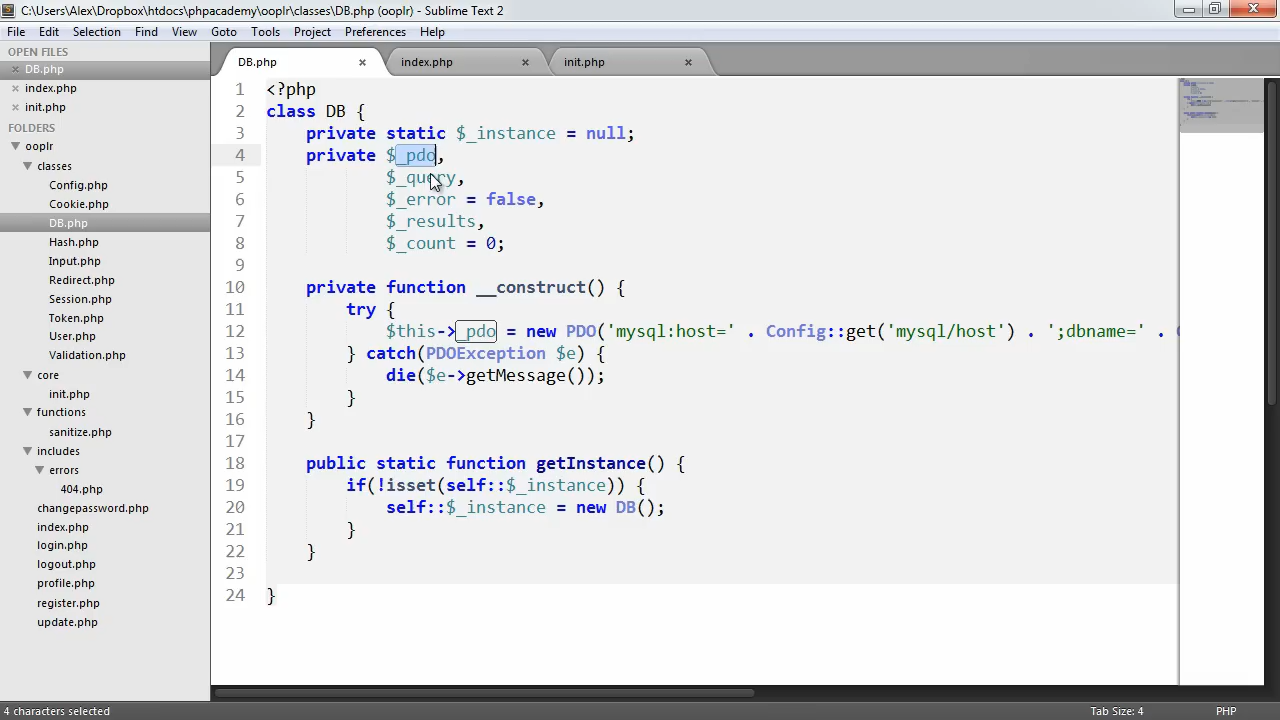 C:\Users\Alex\Dropbox\htdocs\phpacademy\ooplr\classes\DB.php (ooplr) - Sublime Text 2
File Edit Selection Find View Goto Tools Project Preferences Help
OPEN FILES
DB.php
index.php
init.php
FOLDERS
ooplr
classes
Config.php
Cookie.php
DB.php
Hash.php
Input.php
Redirect.php
Session.php
Token.php
User.php
Validation.php
core
init.php
functions
sanitize.php
includes
errors
404.php
changepassword.php
index.php
login.php
logout.php
profile.php
register.php
update.php
DB.php index.php init.php
1 <?php
2 class DB {
3 private static $_instance = null;
4 private $_pdo,
5 $_query,
6 $_error = false,
7 $_results,
8 $_count = 0;
9
10 private function __construct() {
11 try {
12 $this->_pdo = new PDO('mysql:host=' . Config::get('mysql/host') . ';dbname=' .
13 } catch(PDOException $e) {
14 die($e->getMessage());
15 }
16 }
17
18 public static function getInstance() {
19 if(!isset(self::$_instance)) {
20 self::$_instance = new DB();
21 }
22 }
23
24 }
4 characters selected
Tab Size: 4
PHP